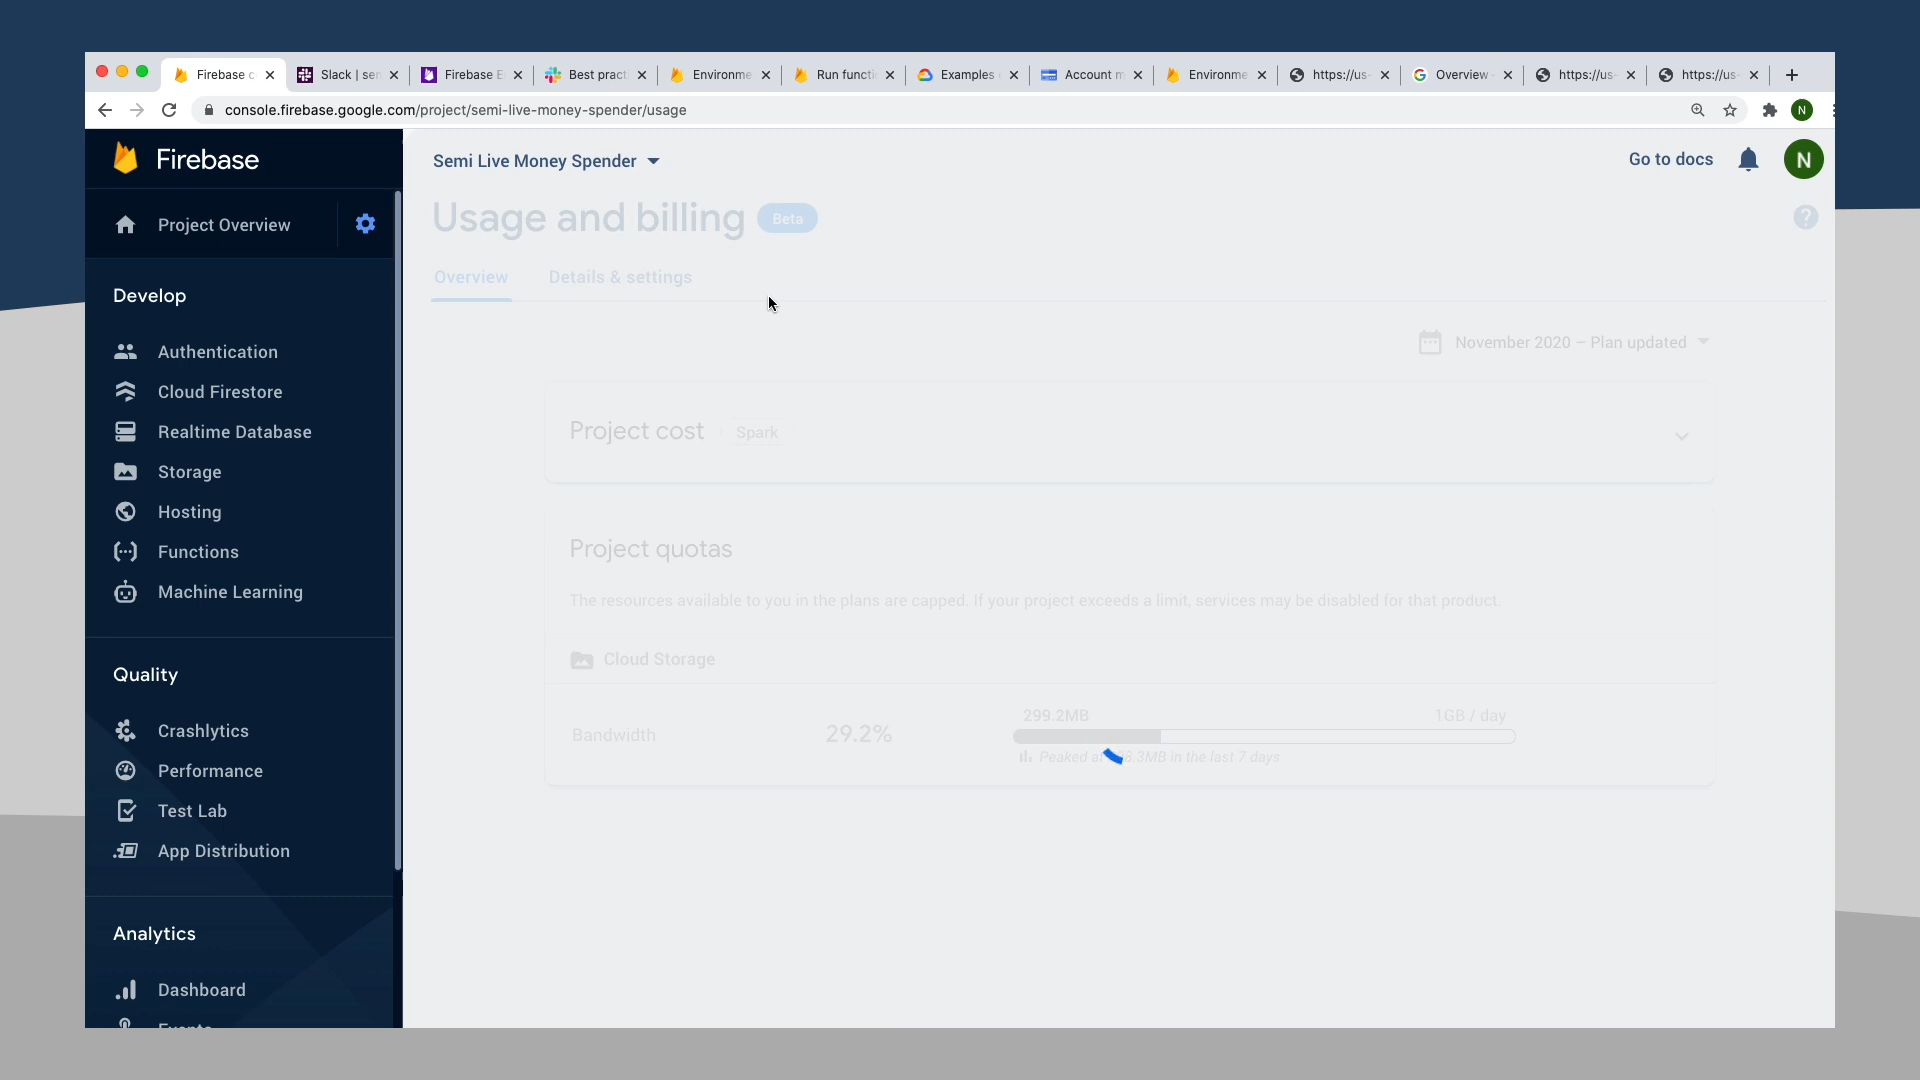 Firebase c
Slack | ser
Firebase E
Best pract
Environme
Run functi
Examples
Account m
Environme
https://us-
Overview
https://us-
https://us-
console.firebase.google.com/project/semi-live-money-spender/usage
N
Firebase
Semi Live Money Spender
Go to docs
N
Project Overview
Usage and billing
Beta
Overview
Details & settings
Develop
November 2020 – Plan updated
Authentication
Cloud Firestore
Realtime Database
Project cost
Spark
Storage
Hosting
Functions
Project quotas
Machine Learning
The resources available to you in the plans are capped. If your project exceeds a limit, services may be disabled for that product.
Quality
Cloud Storage
Crashlytics
Bandwidth
29.2%
299.2MB
1GB / day
Peaked at
MB in the last 7 days
Performance
Test Lab
App Distribution
Analytics
Dashboard
Events